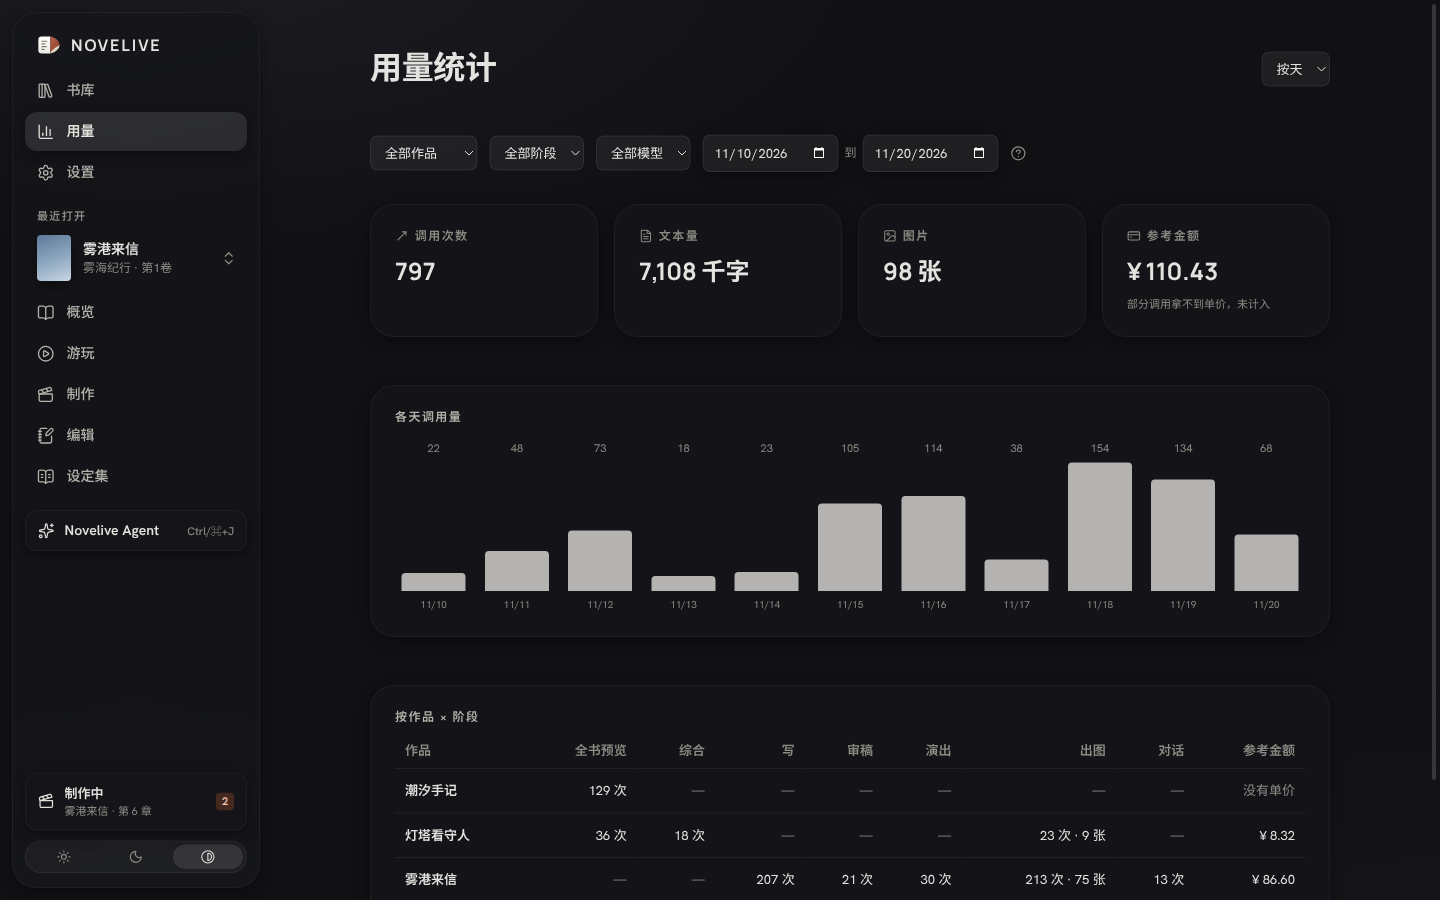 NOVELIVE
书库
用量
设置
最近打开
雾港来信
雾海纪行 · 第1卷
概览
游玩
制作
编辑
设定集
Novelive Agent Ctrl/⌘+J
制作中
雾港来信 · 第 6 章
2
用量统计
按天
全部作品 全部阶段 全部模型 11/10/2026 到 11/20/2026
调用次数
797
文本量
7,108 千字
图片
98 张
参考金额
¥ 110.43
部分调用拿不到单价，未计入
各天调用量
22 48 73 18 23 105 114 38 154 134 68
11/10 11/11 11/12 11/13 11/14 11/15 11/16 11/17 11/18 11/19 11/20
按作品 × 阶段
作品 全书预览 综合 写 审稿 演出 出图 对话 参考金额
潮汐手记 129 次 — — — — — — 没有单价
灯塔看守人 36 次 18 次 — — — 23 次 · 9 张 — ¥ 8.32
雾港来信 — — 207 次 21 次 30 次 213 次 · 75 张 13 次 ¥ 86.60